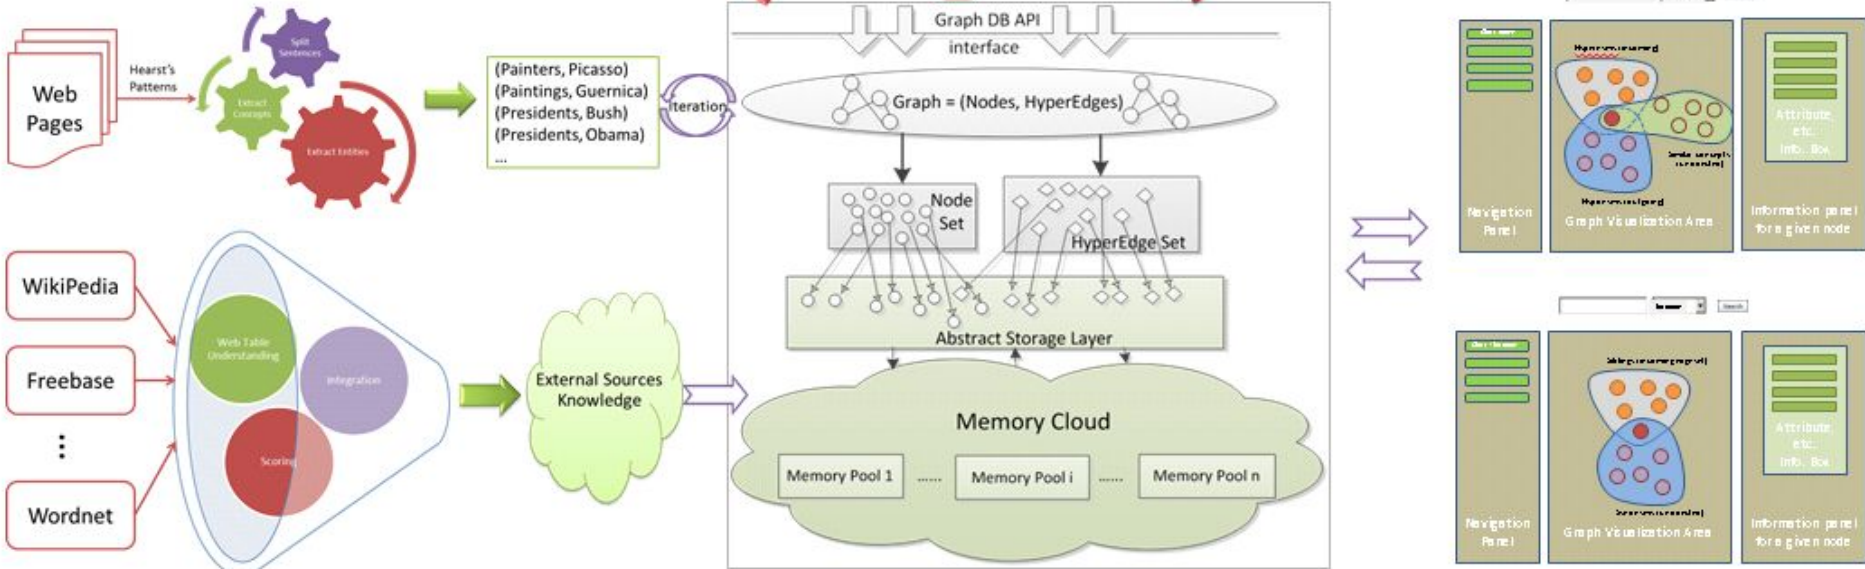 Web
Pages
Hearst's
Patterns
Split
Sentences
Extract
Concepts
Extract Entities
(Painters, Picasso)
(Paintings, Guernica)
(Presidents, Bush)
(Presidents, Obama)
...
Iteration
WikiPedia
Freebase
⋮
Wordnet
Web Table
Understanding
Integration
Scoring
External Sources
Knowledge
Graph DB API
interface
Graph = (Nodes, HyperEdges)
Node
Set
HyperEdge Set
Abstract Storage Layer
Memory Cloud
Memory Pool 1
......
Memory Pool i
......
Memory Pool n
Navigation
Panel
Graph Visualization Area
Attribute,
etc.
Info. Box
Information panel
for a given node
Search
Navigation
Panel
Graph Visualization Area
Attribute,
etc.
Info. Box
Information panel
for a given node